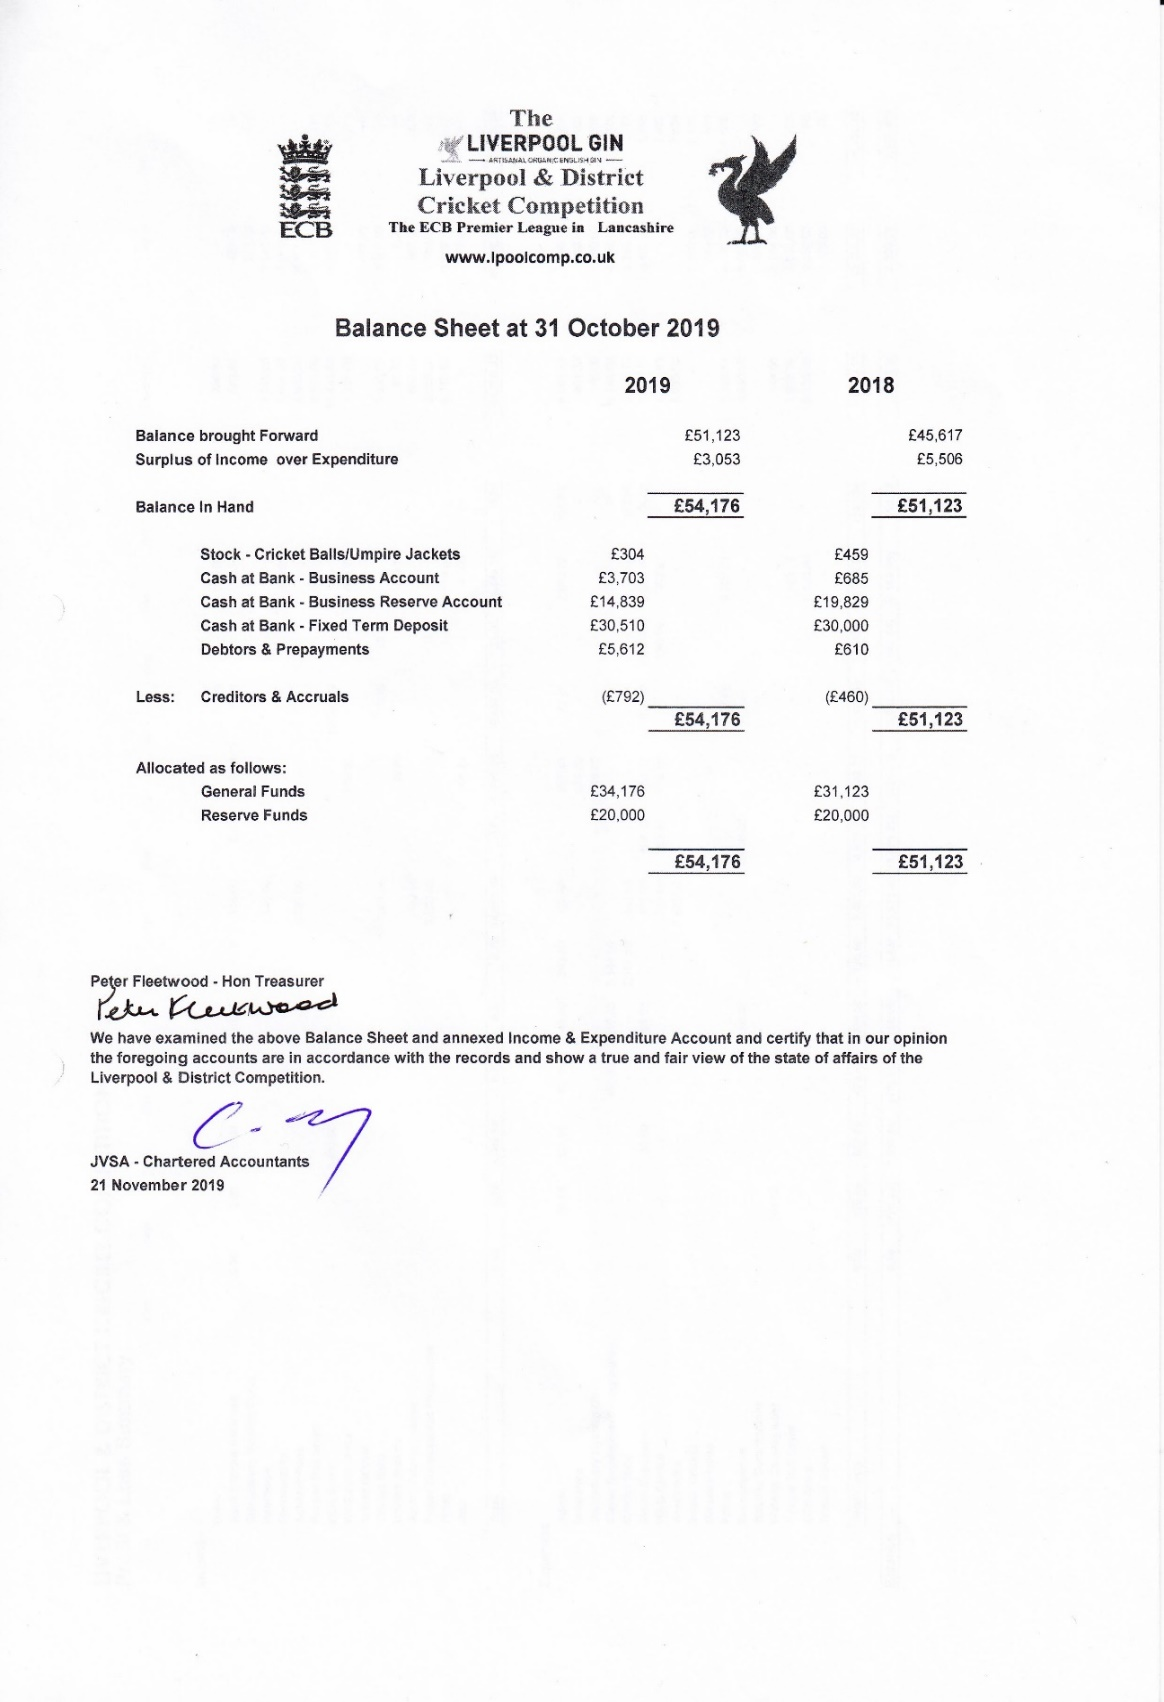 The
LIVERPOOL GIN
ARTISANAL ORGANIC ENGLISH GIN
Liverpool & District
Cricket Competition
The ECB Premier League in Lancashire
ECB
www.lpoolcomp.co.uk
Balance Sheet at 31 October 2019
2019 2018
Balance brought Forward £51,123 £45,617
Surplus of Income over Expenditure £3,053 £5,506
Balance In Hand £54,176 £51,123
Stock - Cricket Balls/Umpire Jackets £304 £459
Cash at Bank - Business Account £3,703 £685
Cash at Bank - Business Reserve Account £14,839 £19,829
Cash at Bank - Fixed Term Deposit £30,510 £30,000
Debtors & Prepayments £5,612 £610
Less: Creditors & Accruals (£792) (£460)
£54,176 £51,123
Allocated as follows:
General Funds £34,176 £31,123
Reserve Funds £20,000 £20,000
£54,176 £51,123
Peter Fleetwood - Hon Treasurer
Peter Fleetwood
We have examined the above Balance Sheet and annexed Income & Expenditure Account and certify that in our opinion
the foregoing accounts are in accordance with the records and show a true and fair view of the state of affairs of the
Liverpool & District Competition.
JVSA - Chartered Accountants
21 November 2019